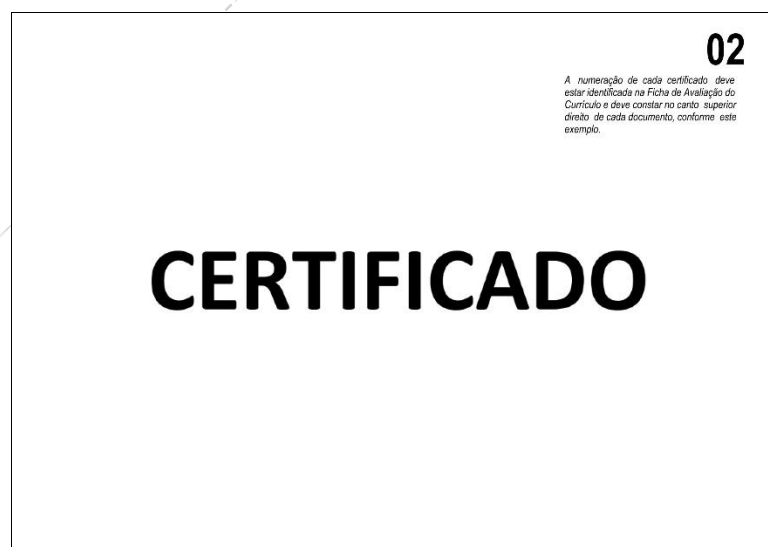 02
A numeração de cada certificado deve
estar identificada na Ficha de Avaliação do
Currículo e deve constar no canto superior
direito de cada documento, conforme este
exemplo.
CERTIFICADO